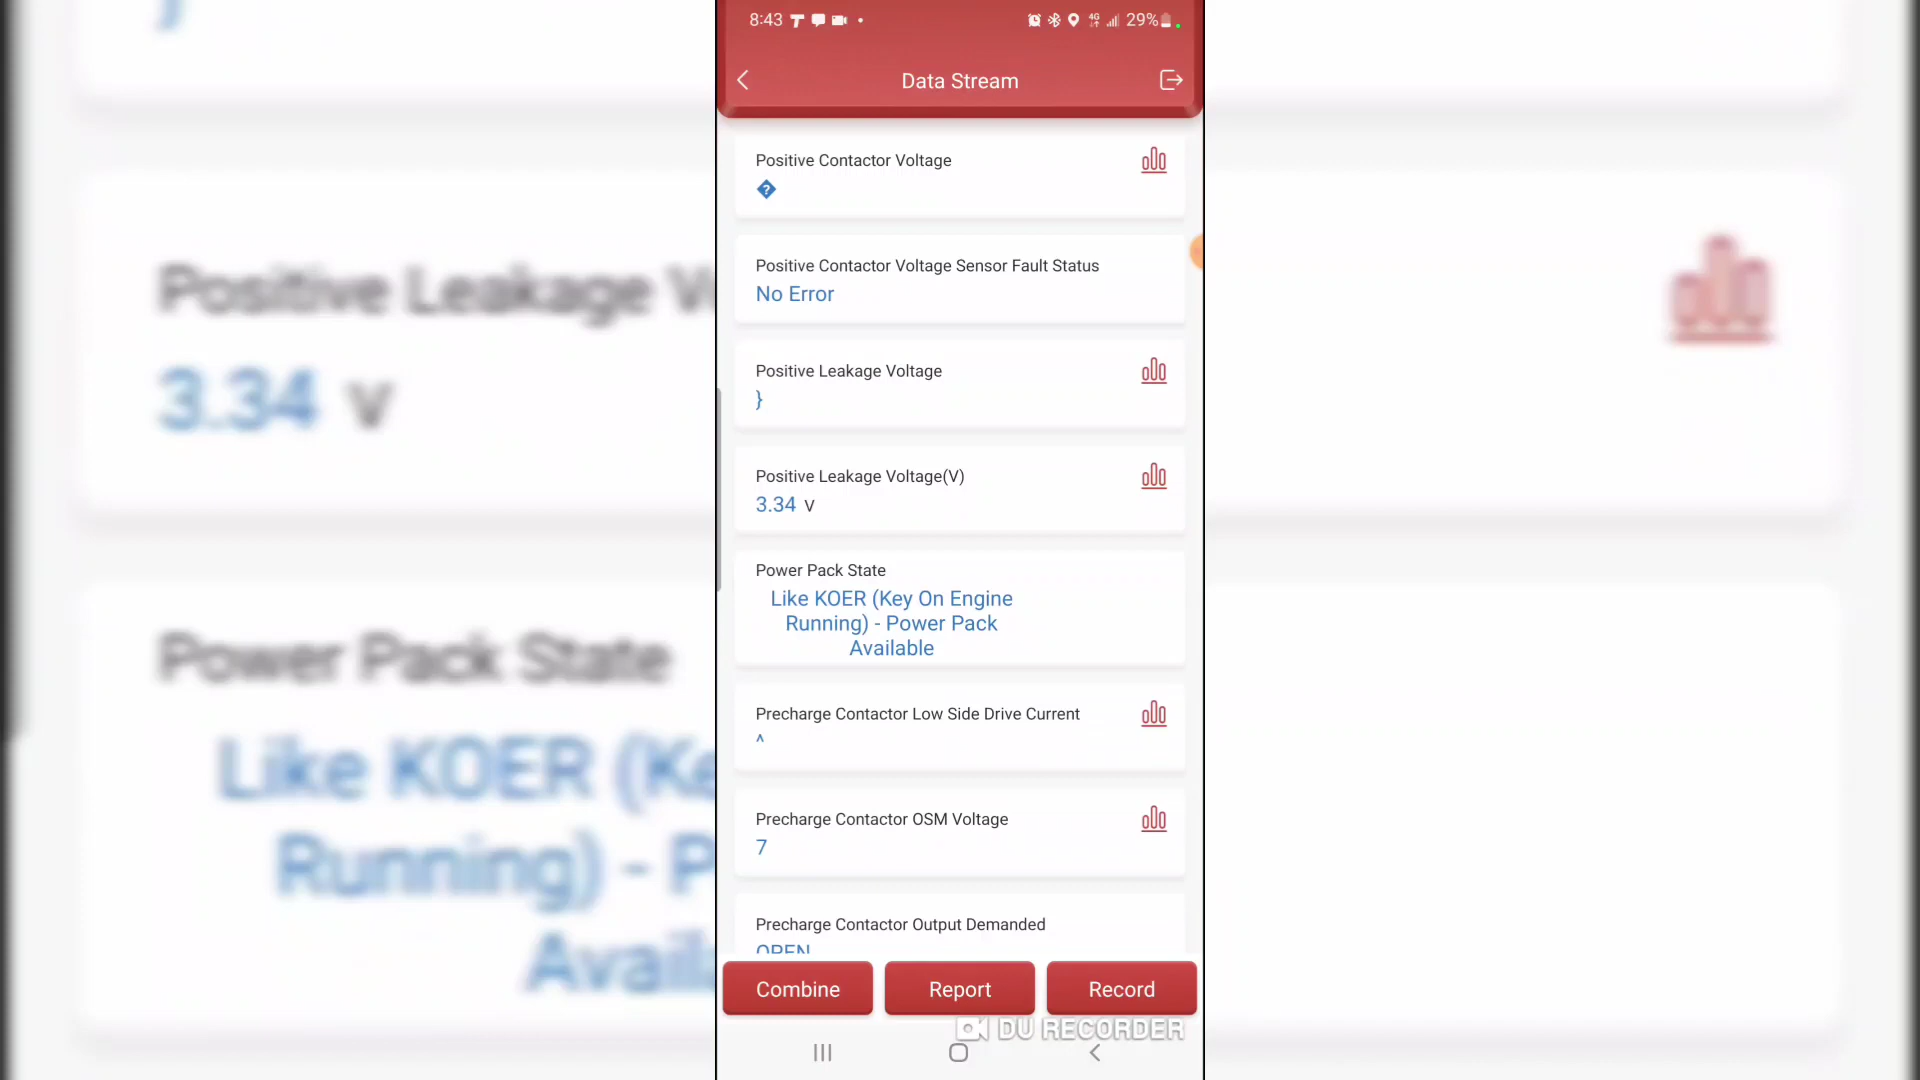 8:43
4G
29%
Data Stream
Positive Contactor Voltage
�
Positive Contactor Voltage Sensor Fault Status
No Error
Positive Leakage Voltage
}
Positive Leakage Voltage(V)
3.34 V
Power Pack State
Like KOER (Key On Engine
Running) - Power Pack
Available
Precharge Contactor Low Side Drive Current
^
Precharge Contactor OSM Voltage
7
Precharge Contactor Output Demanded
OPEN
Combine
Report
Record
DU RECORDER
}
Positive Leakage V
3.34 V
Power Pack State
Like KOER (Ke
Running) - P
Availa